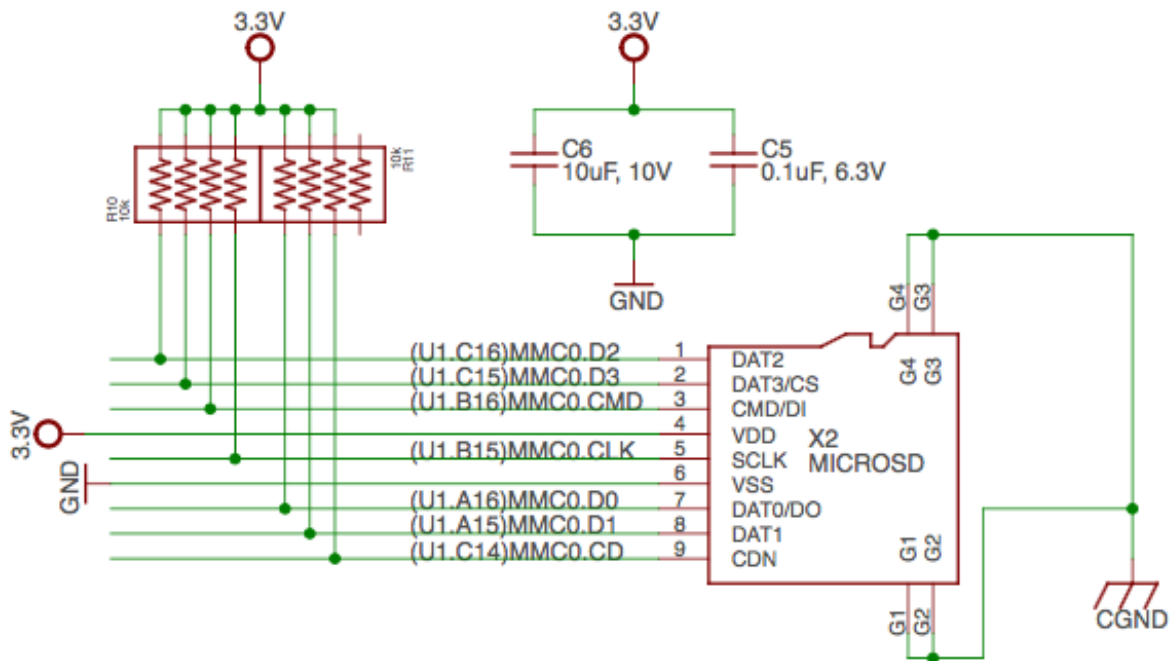 3.3V
3.3V
R10
10k
10k
R11
C6
10uF, 10V
C5
0.1uF, 6.3V
GND
G4
G3
(U1.C16)MMC0.D2
1
DAT2
(U1.C15)MMC0.D3
2
DAT3/CS
(U1.B16)MMC0.CMD
3
CMD/DI
3.3V
4
VDD
(U1.B15)MMC0.CLK
5
SCLK
GND
6
VSS
(U1.A16)MMC0.D0
7
DAT0/DO
(U1.A15)MMC0.D1
8
DAT1
(U1.C14)MMC0.CD
9
CDN
G4
G3
X2
MICROSD
G1
G2
G1
G2
CGND